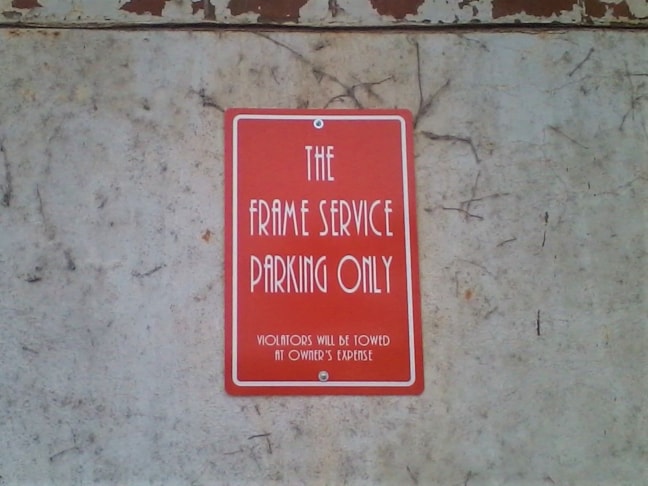 THE
FRAME SERVICE
PARKING ONLY
VIOLATORS WILL BE TOWED
AT OWNER'S EXPENSE